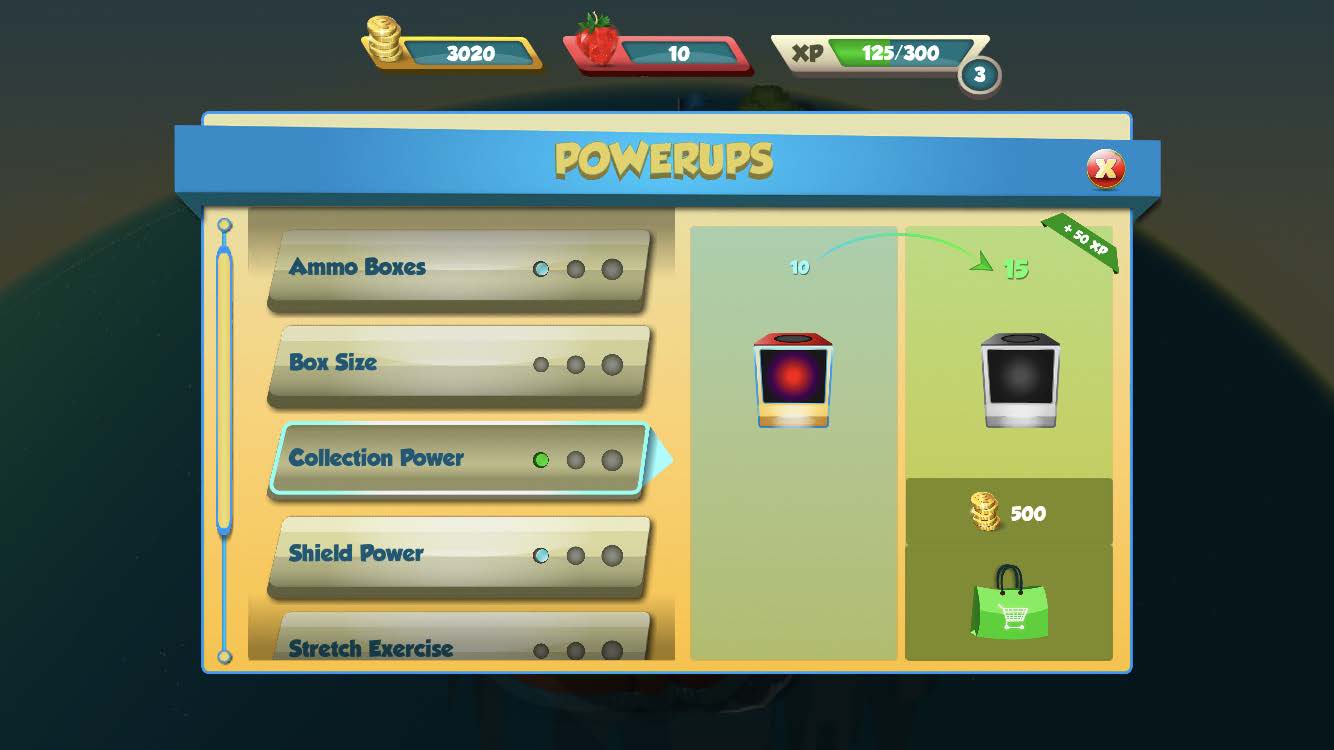 3020
10
XP 125/300
3
POWERUPS
X
Ammo Boxes
Box Size
Collection Power
Shield Power
Stretch Exercise
10
15
+ 50 XP
500